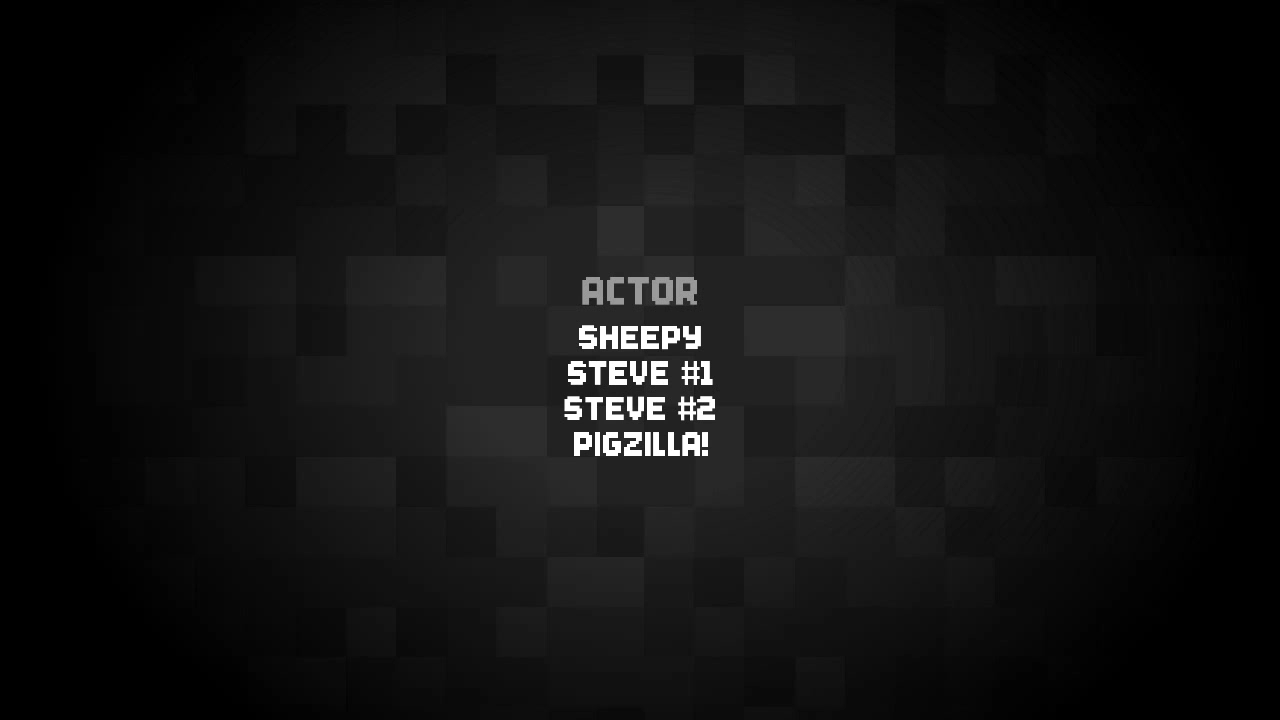 ACTOR
SHEEPY
STEVE #1
STEVE #2
PIGZILLA!